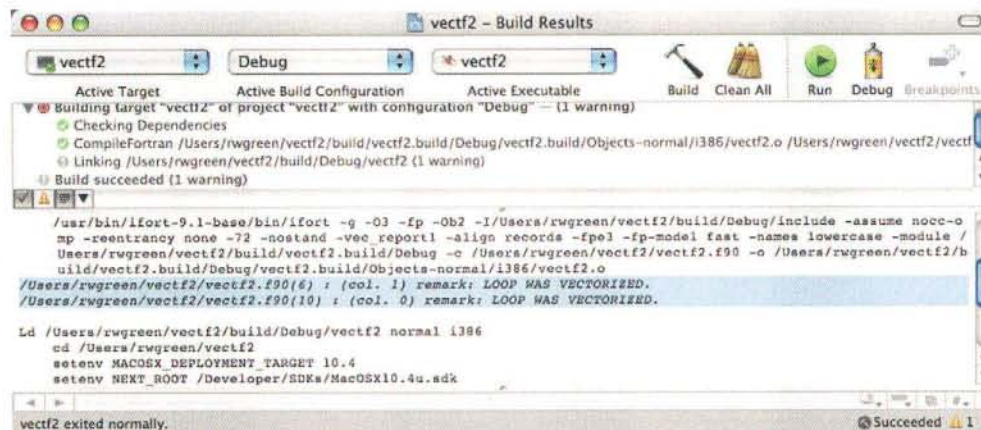 vectf2 – Build Results
vectf2 Debug vectf2
Active Target Active Build Configuration Active Executable Build Clean All Run Debug Breakpoints
Building target "vectf2" of project "vectf2" with configuration "Debug" — (1 warning)
Checking Dependencies
CompileFortran /Users/rwgreen/vectf2/build/vectf2.build/Debug/vectf2.build/Objects-normal/i386/vectf2.o /Users/rwgreen/vectf2/vectf
Linking /Users/rwgreen/vectf2/build/Debug/vectf2 (1 warning)
Build succeeded (1 warning)
/usr/bin/ifort-9.1-base/bin/ifort -g -O3 -fp -Ob2 -I/Users/rwgreen/vectf2/build/Debug/include -assume nocc-o
mp -reentrancy none -72 -nostand -vec_report1 -align records -fpe3 -fp-model fast -names lowercase -module /
Users/rwgreen/vectf2/build/vectf2.build/Debug -c /Users/rwgreen/vectf2/vectf2.f90 -o /Users/rwgreen/vectf2/b
uild/vectf2.build/Debug/vectf2.build/Objects-normal/i386/vectf2.o
/Users/rwgreen/vectf2/vectf2.f90(6) : (col. 1) remark: LOOP WAS VECTORIZED.
/Users/rwgreen/vectf2/vectf2.f90(10) : (col. 0) remark: LOOP WAS VECTORIZED.
Ld /Users/rwgreen/vectf2/build/Debug/vectf2 normal i386
cd /Users/rwgreen/vectf2
setenv MACOSX_DEPLOYMENT_TARGET 10.4
setenv NEXT_ROOT /Developer/SDKs/MacOSX10.4u.sdk
vectf2 exited normally. Succeeded 1